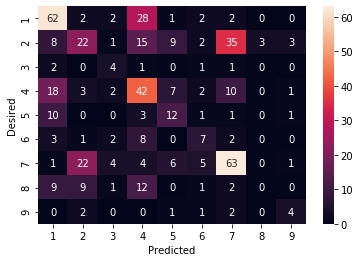 1 62 2 2 28 1 2 2 0 0
2 8 22 1 15 9 2 35 3 3
3 2 0 4 1 0 1 1 0 0
4 18 3 2 42 7 2 10 0 1
5 10 0 0 3 12 1 1 0 1
6 3 1 2 8 0 7 2 0 0
7 1 22 4 4 6 5 63 0 1
8 9 9 1 12 0 1 2 0 0
9 0 2 0 0 1 1 2 0 4
1 2 3 4 5 6 7 8 9
Predicted
Desired
60
50
40
30
20
10
0